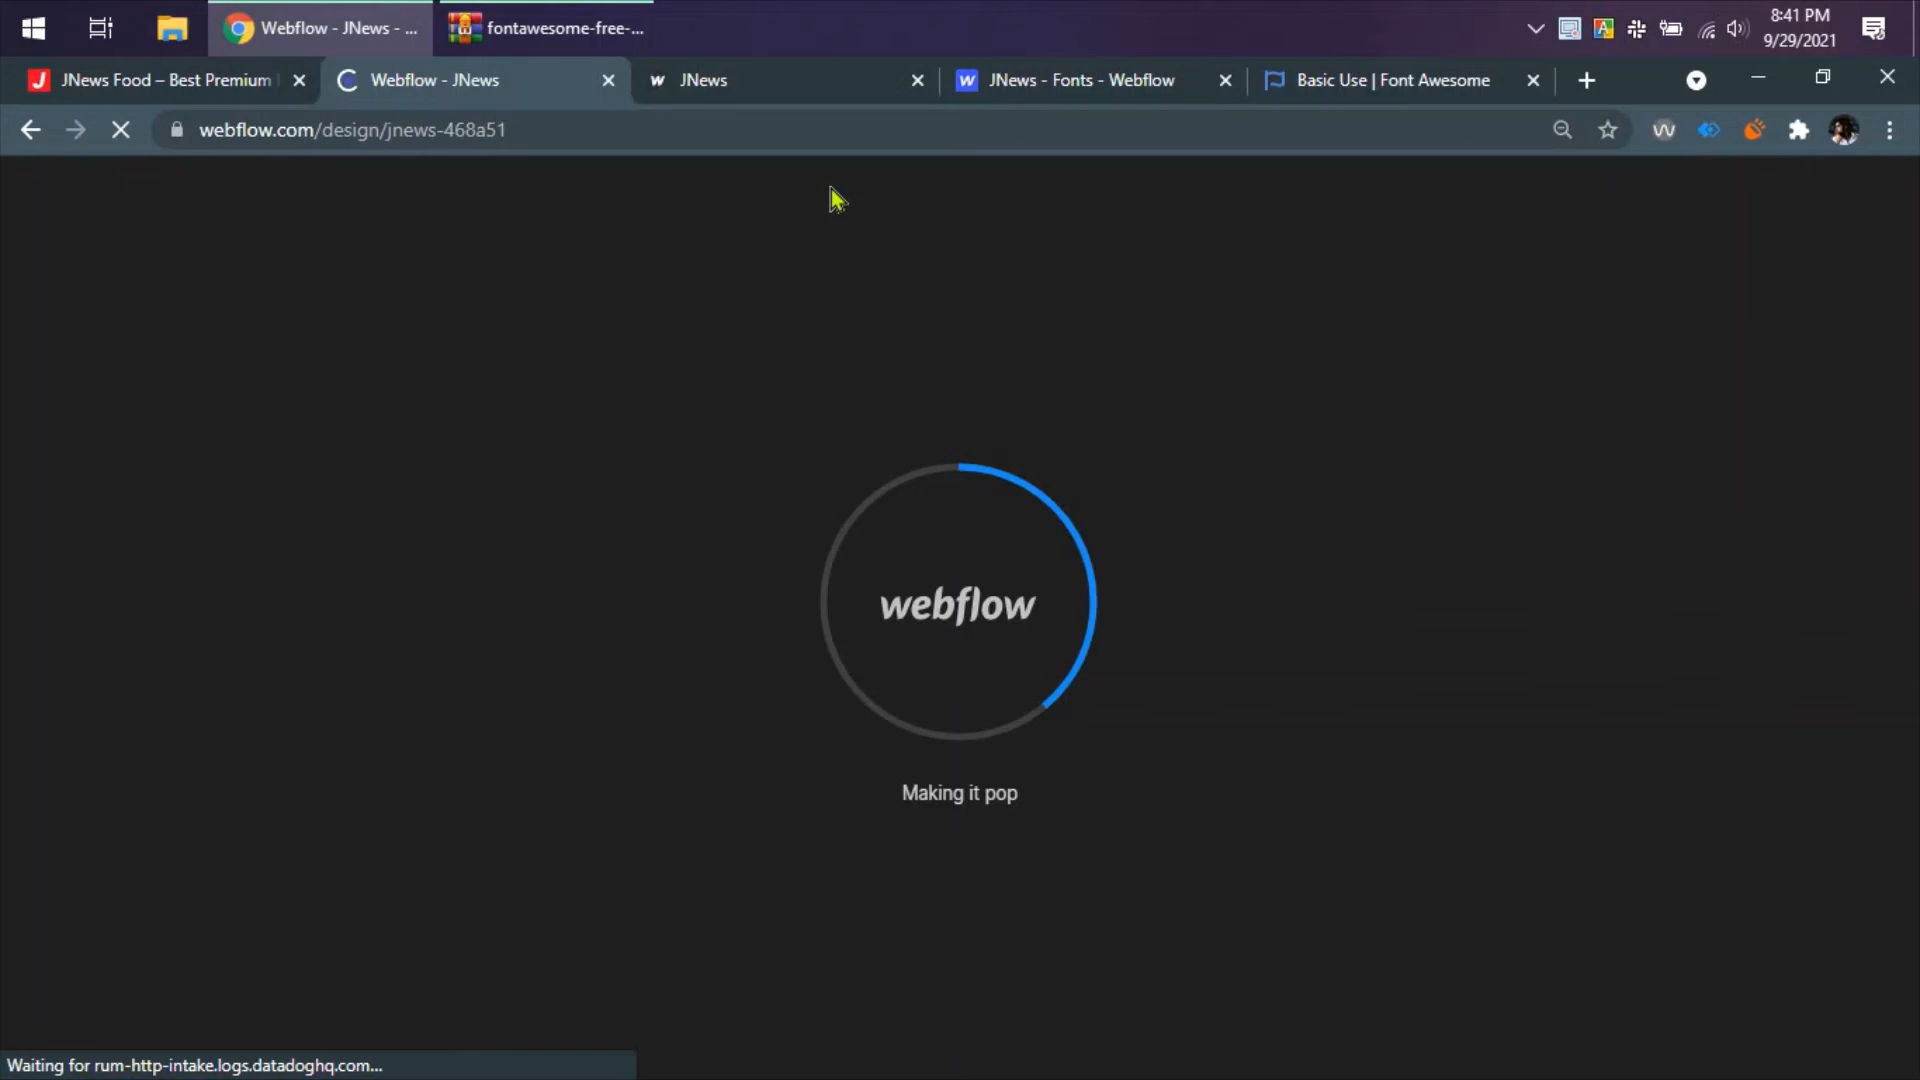 Webflow - JNews - ...
fontawesome-free-...
8:41 PM
9/29/2021
JNews Food – Best Premium
Webflow - JNews
JNews
JNews - Fonts - Webflow
Basic Use | Font Awesome
webflow.com/design/jnews-468a51
webflow
Making it pop
Waiting for rum-http-intake.logs.datadoghq.com...